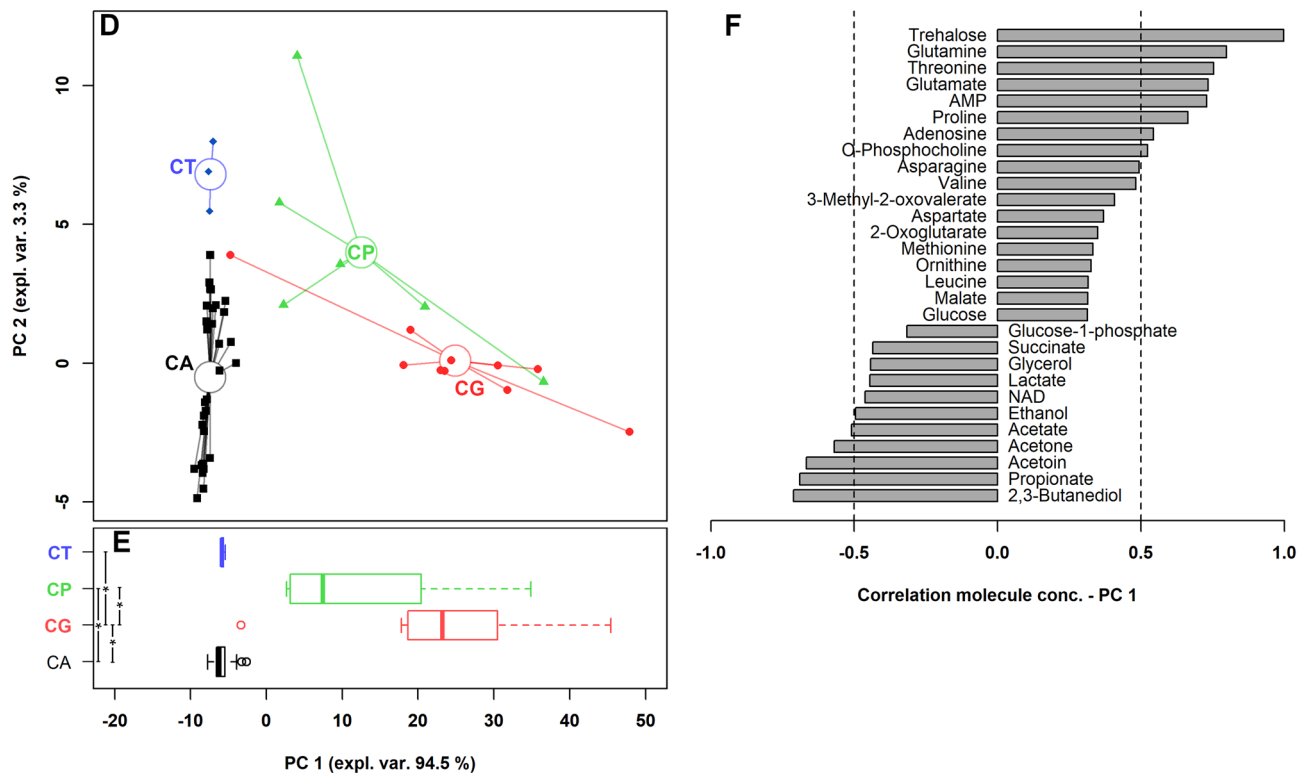 D
CT
CP
CG
CA
10
5
0
-5
PC 2 (expl. var. 3.3 %)
E
CT
CP
CG
CA
*
*
*
*
-20 -10 0 10 20 30 40 50
PC 1 (expl. var. 94.5 %)
F
Trehalose
Glutamine
Threonine
Glutamate
AMP
Proline
Adenosine
O-Phosphocholine
Asparagine
Valine
3-Methyl-2-oxovalerate
Aspartate
2-Oxoglutarate
Methionine
Ornithine
Leucine
Malate
Glucose
Glucose-1-phosphate
Succinate
Glycerol
Lactate
NAD
Ethanol
Acetate
Acetone
Acetoin
Propionate
2,3-Butanediol
-1.0 -0.5 0.0 0.5 1.0
Correlation molecule conc. - PC 1